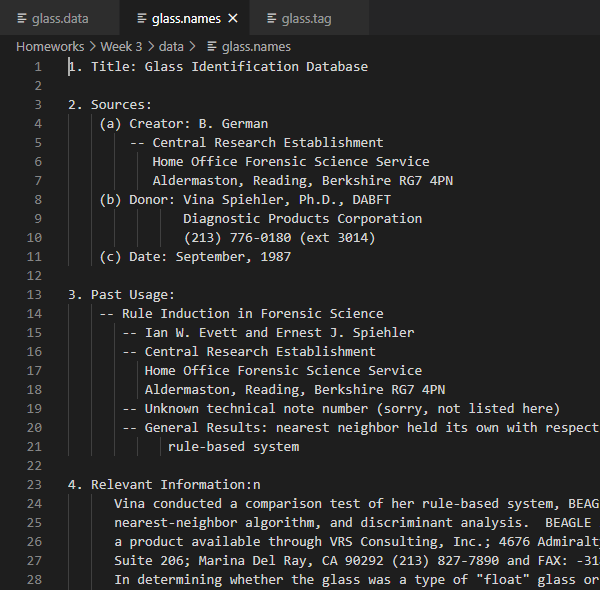 glass.data glass.names × glass.tag
Homeworks > Week 3 > data > glass.names
1 1. Title: Glass Identification Database
2
3 2. Sources:
4 (a) Creator: B. German
5 -- Central Research Establishment
6 Home Office Forensic Science Service
7 Aldermaston, Reading, Berkshire RG7 4PN
8 (b) Donor: Vina Spiehler, Ph.D., DABFT
9 Diagnostic Products Corporation
10 (213) 776-0180 (ext 3014)
11 (c) Date: September, 1987
12
13 3. Past Usage:
14 -- Rule Induction in Forensic Science
15 -- Ian W. Evett and Ernest J. Spiehler
16 -- Central Research Establishment
17 Home Office Forensic Science Service
18 Aldermaston, Reading, Berkshire RG7 4PN
19 -- Unknown technical note number (sorry, not listed here)
20 -- General Results: nearest neighbor held its own with respect
21 rule-based system
22
23 4. Relevant Information:n
24 Vina conducted a comparison test of her rule-based system, BEAG
25 nearest-neighbor algorithm, and discriminant analysis. BEAGLE
26 a product available through VRS Consulting, Inc.; 4676 Admiralt
27 Suite 206; Marina Del Ray, CA 90292 (213) 827-7890 and FAX: -31
28 In determining whether the glass was a type of "float" glass or